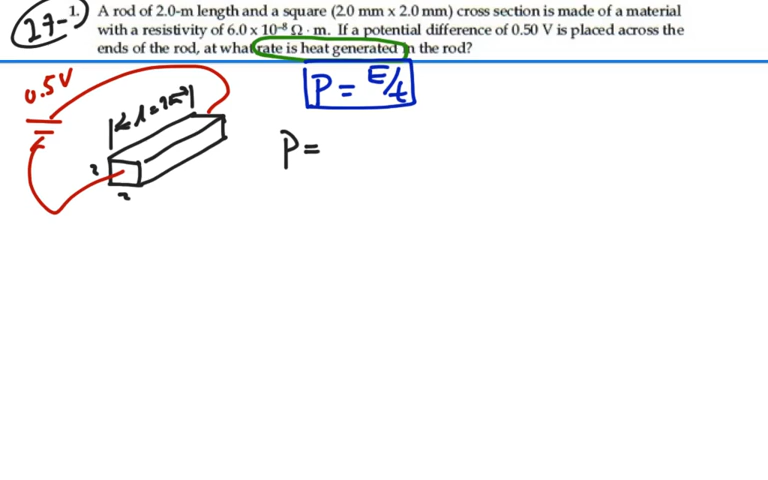 27-
1. A rod of 2.0-m length and a square (2.0 mm x 2.0 mm) cross section is made of a material
with a resistivity of 6.0 x 10⁻⁸ Ω · m. If a potential difference of 0.50 V is placed across the
ends of the rod, at what rate is heat generated in the rod?
0.5V
P = E/t
P =
2
2